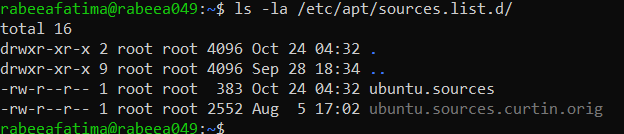 rabeeafatima@rabeea049:~$ ls -la /etc/apt/sources.list.d/
total 16
drwxr-xr-x 2 root root 4096 Oct 24 04:32 .
drwxr-xr-x 9 root root 4096 Sep 28 18:34 ..
-rw-r--r-- 1 root root  383 Oct 24 04:32 ubuntu.sources
-rw-r--r-- 1 root root 2552 Aug  5 17:02 ubuntu.sources.curtin.orig
rabeeafatima@rabeea049:~$